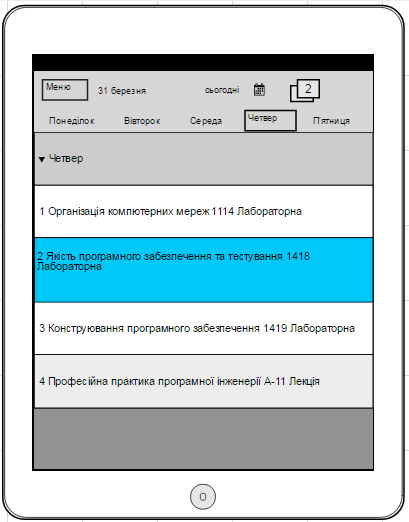 Меню 31 березня сьогодні 2
Понеділок Вівторок Середа Четвер П'ятниця
▼ Четвер
1 Організація компютерних мереж 1114 Лабораторна
2 Якість програмного забезпечення та тестування 1418
Лабораторна
3 Конструювання програмного забезпечення 1419 Лабораторна
4 Професійна практика програмної інженерії А-11 Лекція